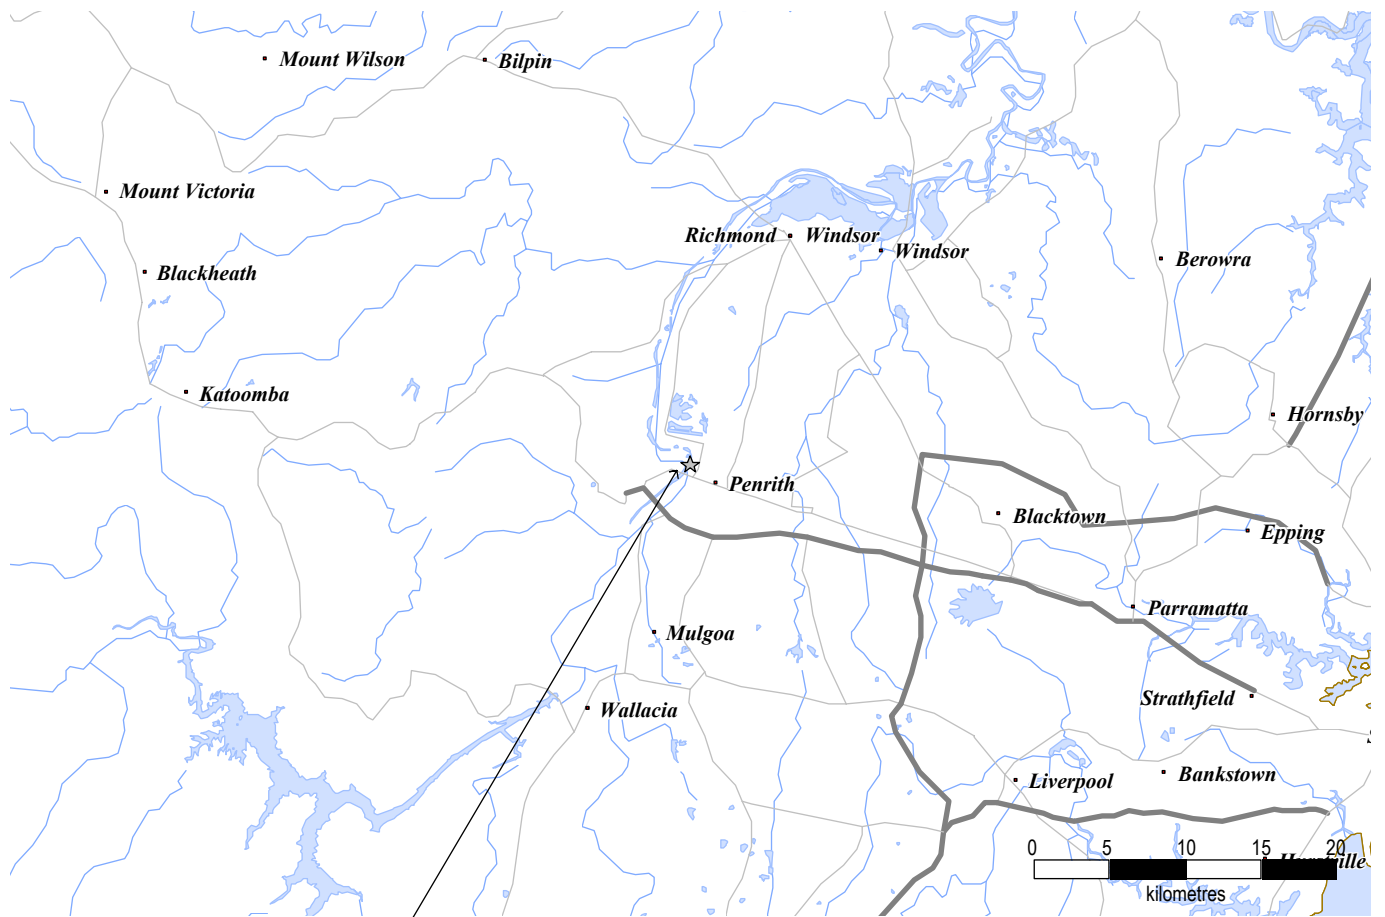 Mount Wilson
Bilpin
Mount Victoria
Richmond
Windsor
Windsor
Berowra
Blackheath
Katoomba
Hornsby
Penrith
Blacktown
Epping
Parramatta
Mulgoa
Strathfield
Wallacia
Liverpool
Bankstown
0 5 10 15 20
kilometres